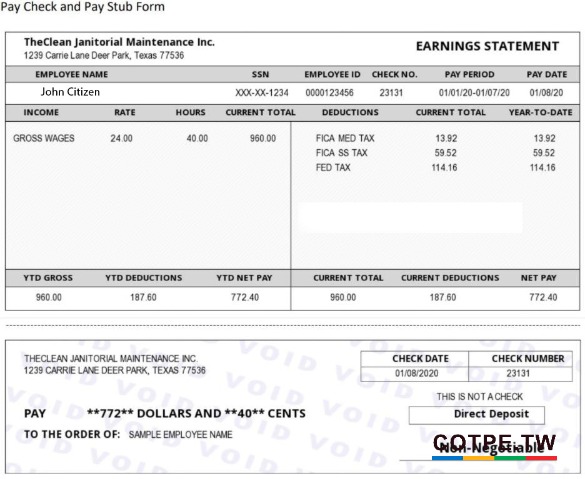 Pay Check and Pay Stub Form
TheClean Janitorial Maintenance Inc.
1239 Carrie Lane Deer Park, Texas 77536
EARNINGS STATEMENT
EMPLOYEE NAME SSN EMPLOYEE ID CHECK NO. PAY PERIOD PAY DATE
John Citizen XXX-XX-1234 0000123456 23131 01/01/20-01/07/20 01/08/20
INCOME RATE HOURS CURRENT TOTAL DEDUCTIONS CURRENT TOTAL YEAR-TO-DATE
GROSS WAGES 24.00 40.00 960.00 FICA MED TAX 13.92 13.92
FICA SS TAX 59.52 59.52
FED TAX 114.16 114.16
YTD GROSS YTD DEDUCTIONS YTD NET PAY CURRENT TOTAL CURRENT DEDUCTIONS NET PAY
960.00 187.60 772.40 960.00 187.60 772.40
THECLEAN JANITORIAL MAINTENANCE INC.
1239 CARRIE LANE DEER PARK, TEXAS 77536
CHECK DATE CHECK NUMBER
01/08/2020 23131
THIS IS NOT A CHECK
PAY **772** DOLLARS AND **40** CENTS
Direct Deposit
TO THE ORDER OF: SAMPLE EMPLOYEE NAME
GOTPE.TW
Non-Negotiable
VOID VOID VOID VOID